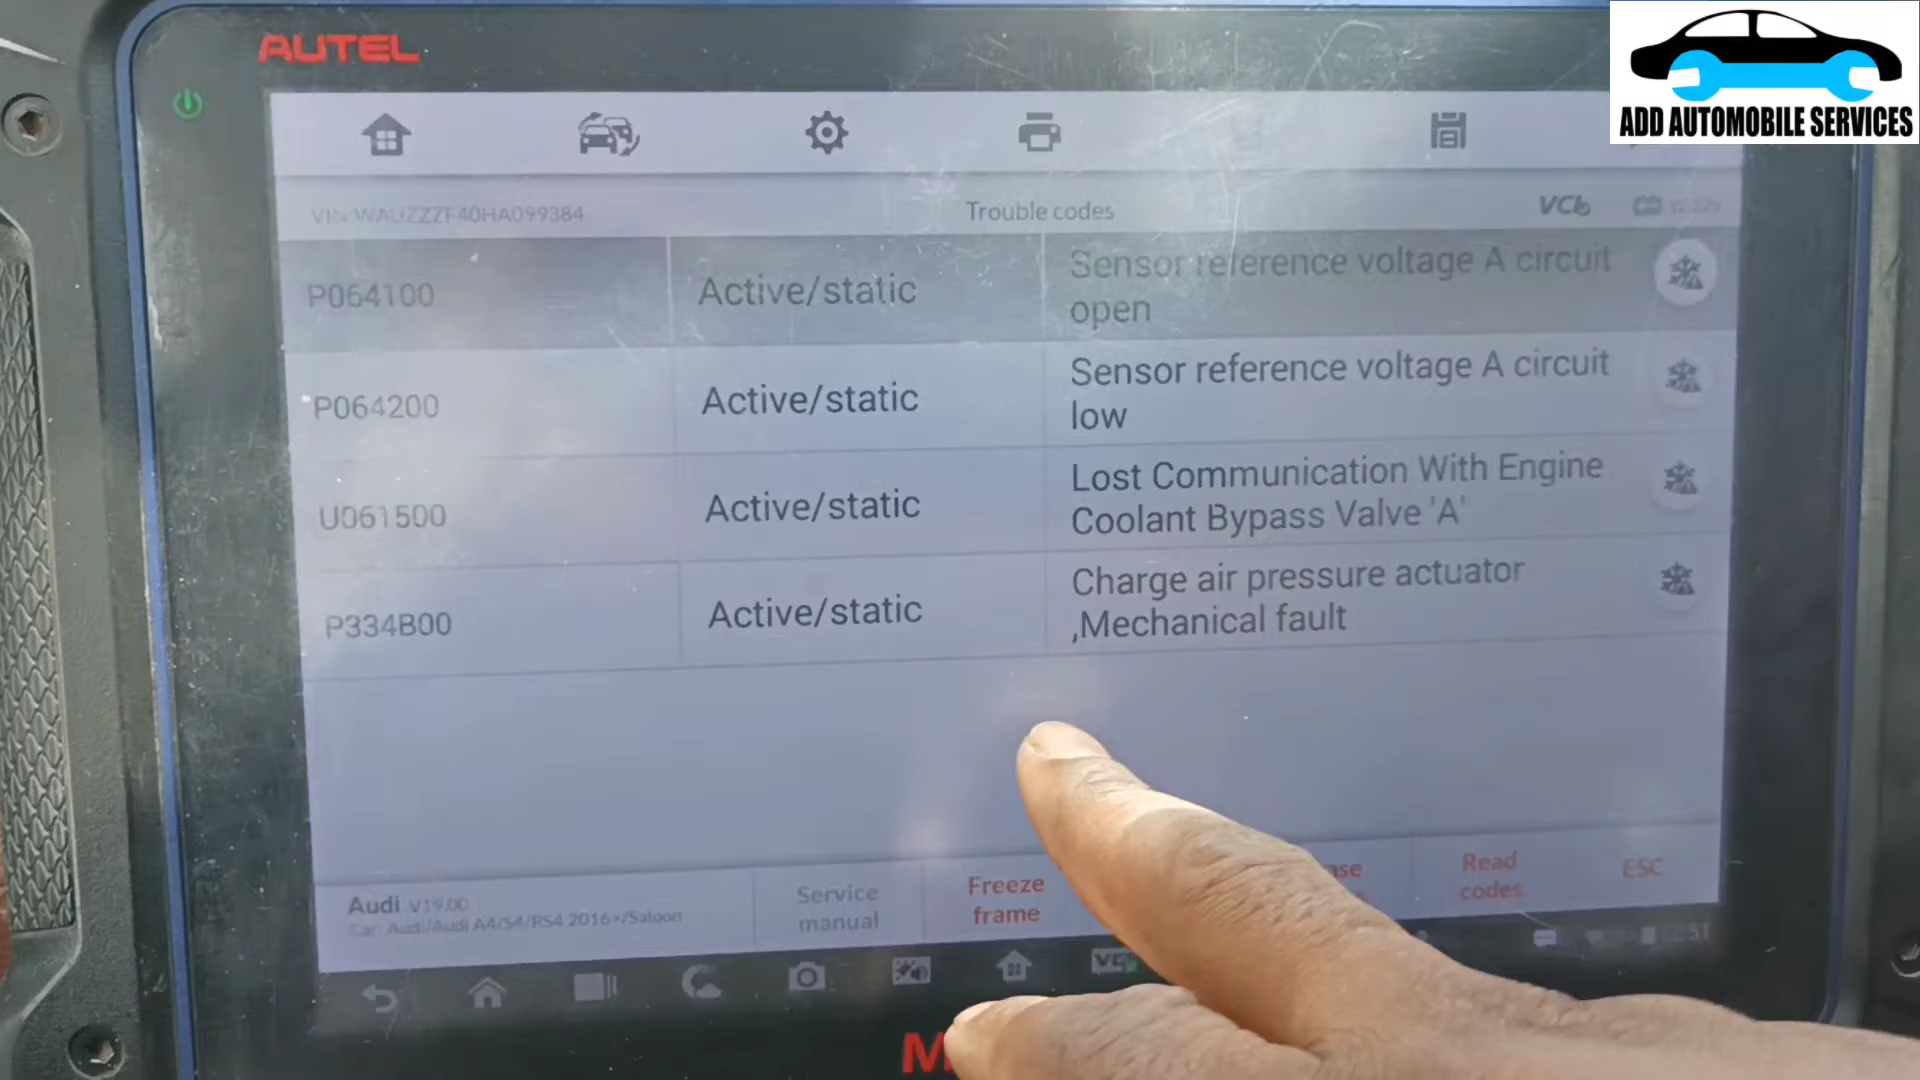 AUTEL
ADD AUTOMOBILE SERVICES
VIN:WAUZZZF40HA099384
Trouble codes
VCI
P064100
Active/static
Sensor reference voltage A circuit
open
P064200
Active/static
Sensor reference voltage A circuit
low
U061500
Active/static
Lost Communication With Engine
Coolant Bypass Valve 'A'
P334B00
Active/static
Charge air pressure actuator
,Mechanical fault
Audi V19.00
Car: Audi/Audi A4/S4/RS4 2016>/Saloon
Service
manual
Freeze
frame
Read
codes
ESC